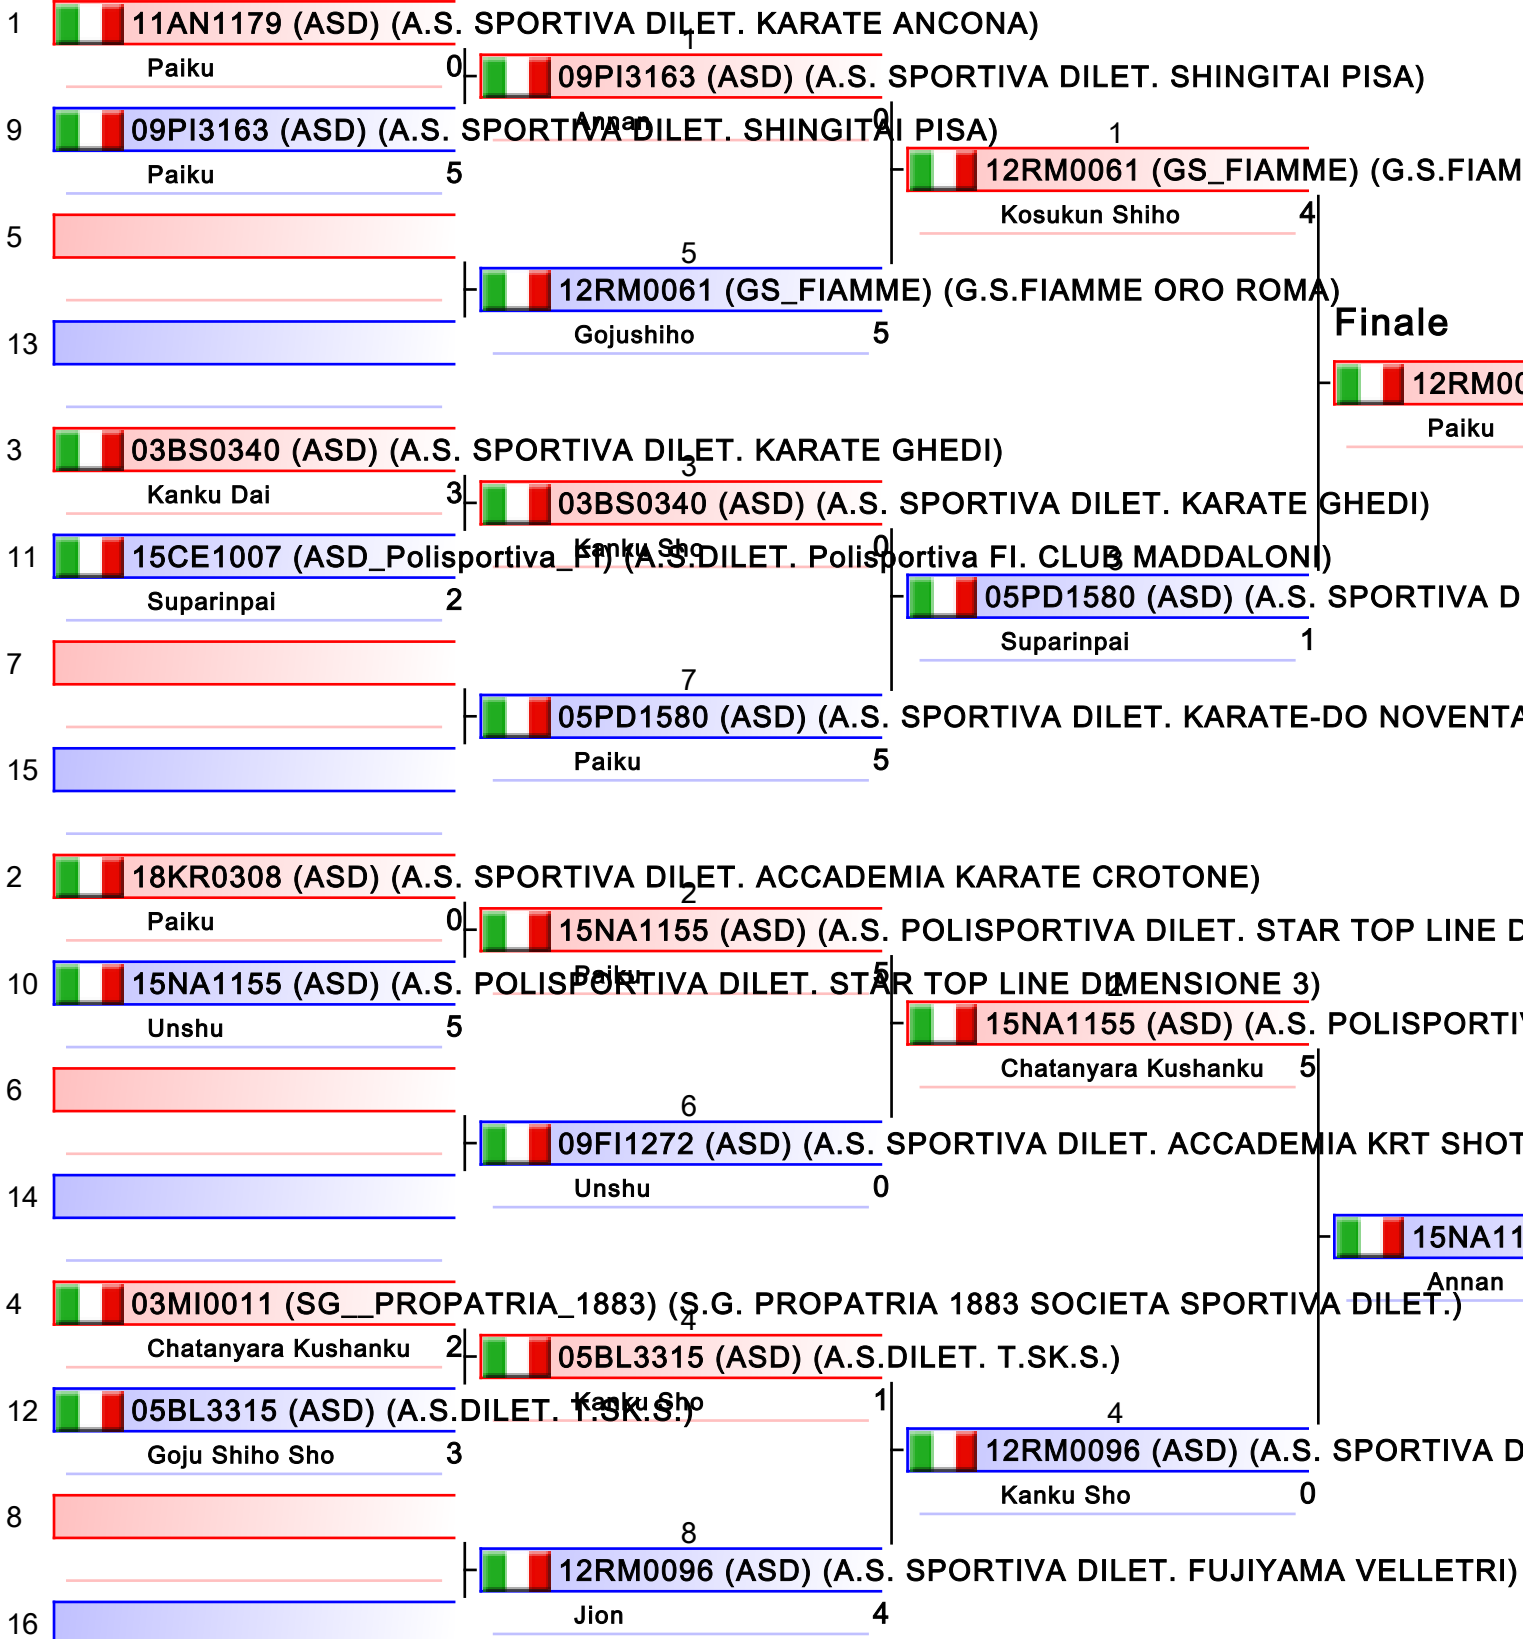 1
11AN1179 (ASD) (A.S. SPORTIVA DILET. KARATE ANCONA)
Paiku 0
1
09PI3163 (ASD) (A.S. SPORTIVA DILET. SHINGITAI PISA)
Annan 0
9
09PI3163 (ASD) (A.S. SPORTIVA DILET. SHINGITAI PISA)
Paiku 5
1
12RM0061 (GS_FIAMME) (G.S.FIAM
Kosukun Shiho 4
5
5
12RM0061 (GS_FIAMME) (G.S.FIAMME ORO ROMA)
Gojushiho 5
13
Finale
12RM00
Paiku
3
03BS0340 (ASD) (A.S. SPORTIVA DILET. KARATE GHEDI)
Kanku Dai 3
3
03BS0340 (ASD) (A.S. SPORTIVA DILET. KARATE GHEDI)
Kanku Sho 0
11
15CE1007 (ASD_Polisportiva_FI) (A.S.DILET. Polisportiva FI. CLUB MADDALONI)
Suparinpai 2
3
05PD1580 (ASD) (A.S. SPORTIVA D
Suparinpai 1
7
7
05PD1580 (ASD) (A.S. SPORTIVA DILET. KARATE-DO NOVENTA
Paiku 5
15
2
18KR0308 (ASD) (A.S. SPORTIVA DILET. ACCADEMIA KARATE CROTONE)
Paiku 0
2
15NA1155 (ASD) (A.S. POLISPORTIVA DILET. STAR TOP LINE D
Paiku 5
10
15NA1155 (ASD) (A.S. POLISPORTIVA DILET. STAR TOP LINE DIMENSIONE 3)
Unshu 5
2
15NA1155 (ASD) (A.S. POLISPORTIV
Chatanyara Kushanku 5
6
6
09FI1272 (ASD) (A.S. SPORTIVA DILET. ACCADEMIA KRT SHOT
Unshu 0
14
15NA11
Annan
4
03MI0011 (SG__PROPATRIA_1883) (S.G. PROPATRIA 1883 SOCIETA SPORTIVA DILET.)
Chatanyara Kushanku 2
4
05BL3315 (ASD) (A.S.DILET. T.SK.S.)
Kanku Sho 1
12
05BL3315 (ASD) (A.S.DILET. T.SK.S.)
Goju Shiho Sho 3
4
12RM0096 (ASD) (A.S. SPORTIVA D
Kanku Sho 0
8
8
12RM0096 (ASD) (A.S. SPORTIVA DILET. FUJIYAMA VELLETRI)
Jion 4
16